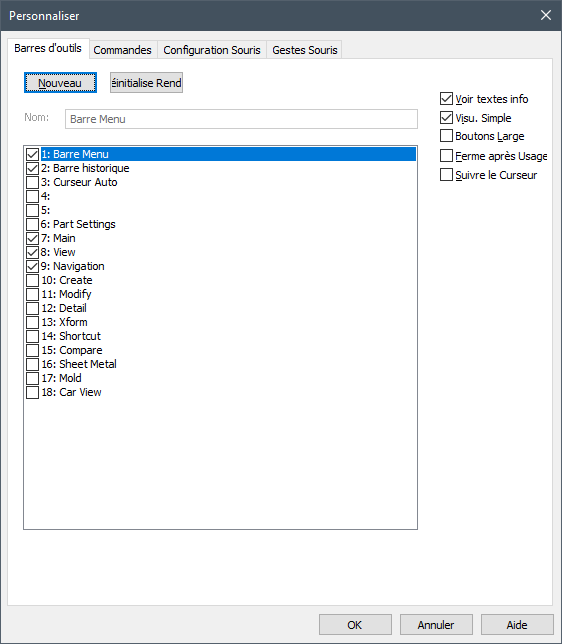 Personnaliser
Barres d'outils
Commandes
Configuration Souris
Gestes Souris
Nouveau
éinitialise Rend
Nom:
Barre Menu
Voir textes info
Visu. Simple
Boutons Large
Ferme après Usage
Suivre le Curseur
1: Barre Menu
2: Barre historique
3: Curseur Auto
4:
5:
6: Part Settings
7: Main
8: View
9: Navigation
10: Create
11: Modify
12: Detail
13: Xform
14: Shortcut
15: Compare
16: Sheet Metal
17: Mold
18: Car View
OK
Annuler
Aide